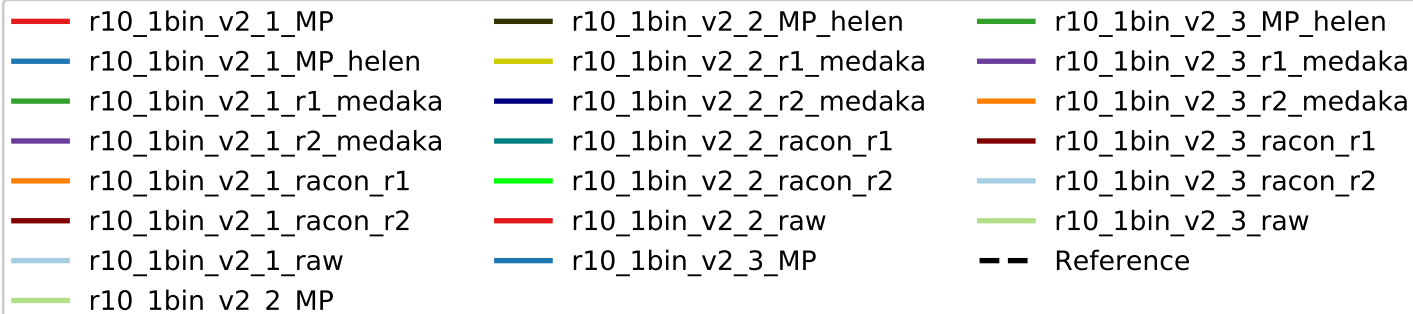 r10_1bin_v2_1_MP
r10_1bin_v2_1_MP_helen
r10_1bin_v2_1_r1_medaka
r10_1bin_v2_1_r2_medaka
r10_1bin_v2_1_racon_r1
r10_1bin_v2_1_racon_r2
r10_1bin_v2_1_raw
r10_1bin_v2_2_MP
r10_1bin_v2_2_MP_helen
r10_1bin_v2_2_r1_medaka
r10_1bin_v2_2_r2_medaka
r10_1bin_v2_2_racon_r1
r10_1bin_v2_2_racon_r2
r10_1bin_v2_2_raw
r10_1bin_v2_3_MP
r10_1bin_v2_3_MP_helen
r10_1bin_v2_3_r1_medaka
r10_1bin_v2_3_r2_medaka
r10_1bin_v2_3_racon_r1
r10_1bin_v2_3_racon_r2
r10_1bin_v2_3_raw
Reference